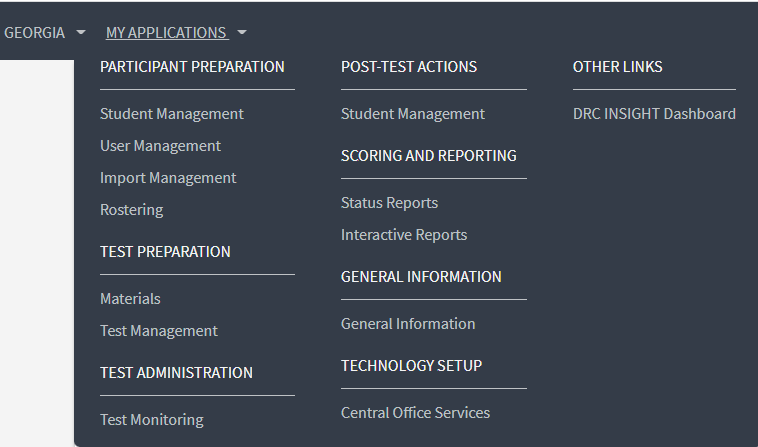 GEORGIA
MY APPLICATIONS
PARTICIPANT PREPARATION
Student Management
User Management
Import Management
Rostering
TEST PREPARATION
Materials
Test Management
TEST ADMINISTRATION
Test Monitoring
POST-TEST ACTIONS
Student Management
SCORING AND REPORTING
Status Reports
Interactive Reports
GENERAL INFORMATION
General Information
TECHNOLOGY SETUP
Central Office Services
OTHER LINKS
DRC INSIGHT Dashboard